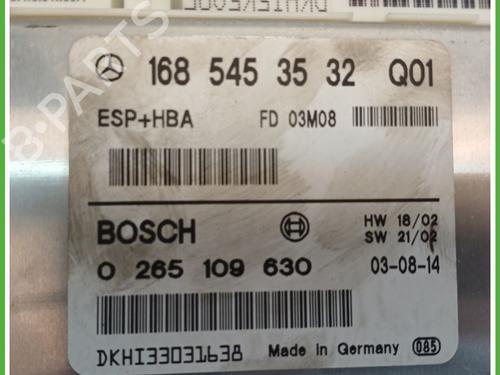 168 545 35 32 Q01
ESP+HBA FD 03M08
BOSCH HW 18/02
SW 21/02
0 265 109 630 03-08-14
DKHI33031638 Made in Germany 085
B-PARTS